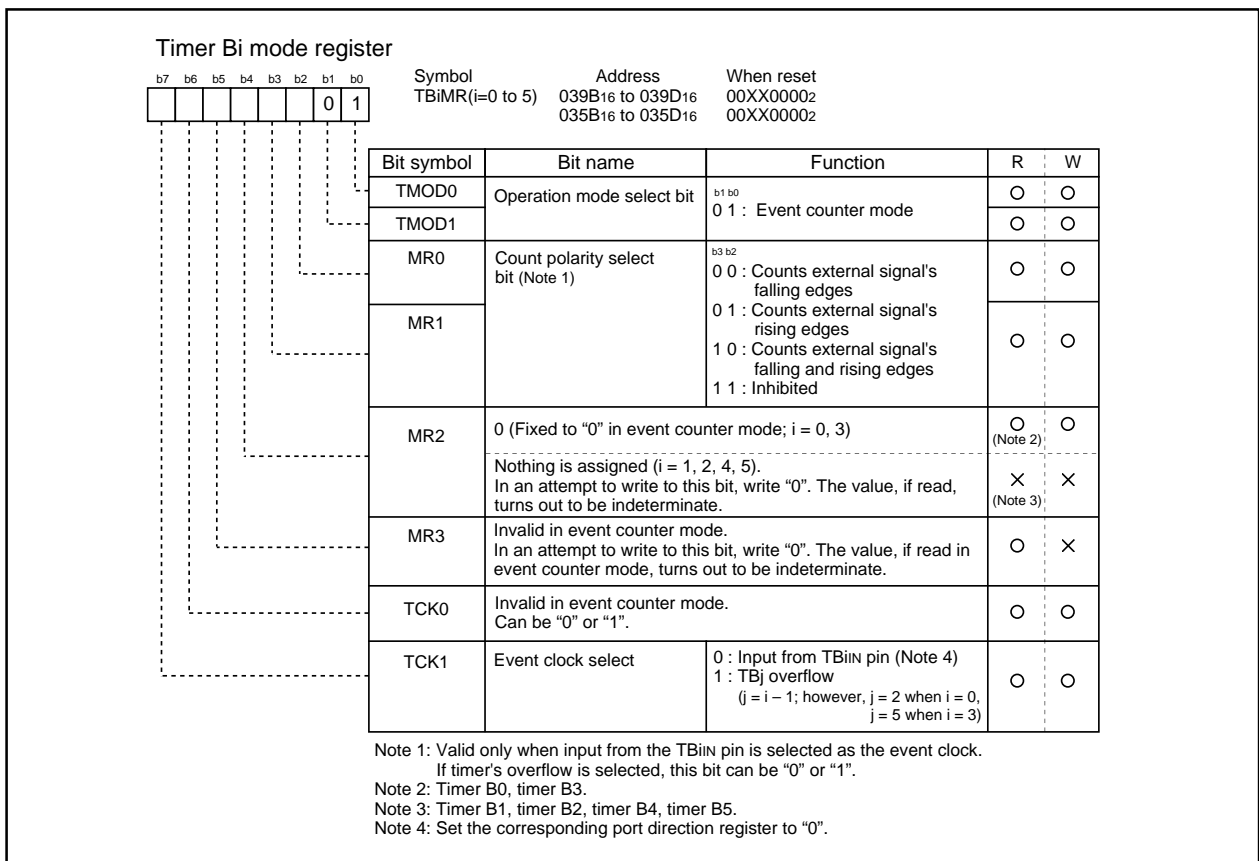 Timer Bi mode register
b7 b6 b5 b4 b3 b2 b1 b0
0 1
Symbol Address When reset
TBiMR(i=0 to 5) 039B16 to 039D16 00XX00002
035B16 to 035D16 00XX00002
Bit symbol Bit name Function R W
TMOD0 Operation mode select bit b1 b0
0 1 : Event counter mode
TMOD1
MR0 Count polarity select
bit (Note 1)
b3 b2
0 0 : Counts external signal's
falling edges
0 1 : Counts external signal's
rising edges
1 0 : Counts external signal's
falling and rising edges
1 1 : Inhibited
MR1
MR2 0 (Fixed to “0” in event counter mode; i = 0, 3)
(Note 2)
Nothing is assigned (i = 1, 2, 4, 5).
In an attempt to write to this bit, write “0”. The value, if read,
turns out to be indeterminate.
(Note 3)
MR3 Invalid in event counter mode.
In an attempt to write to this bit, write “0”. The value, if read in
event counter mode, turns out to be indeterminate.
TCK0 Invalid in event counter mode.
Can be “0” or “1”.
TCK1 Event clock select 0 : Input from TBiIN pin (Note 4)
1 : TBj overflow
(j = i – 1; however, j = 2 when i = 0,
j = 5 when i = 3)
Note 1: Valid only when input from the TBiIN pin is selected as the event clock.
If timer's overflow is selected, this bit can be “0” or “1”.
Note 2: Timer B0, timer B3.
Note 3: Timer B1, timer B2, timer B4, timer B5.
Note 4: Set the corresponding port direction register to “0”.